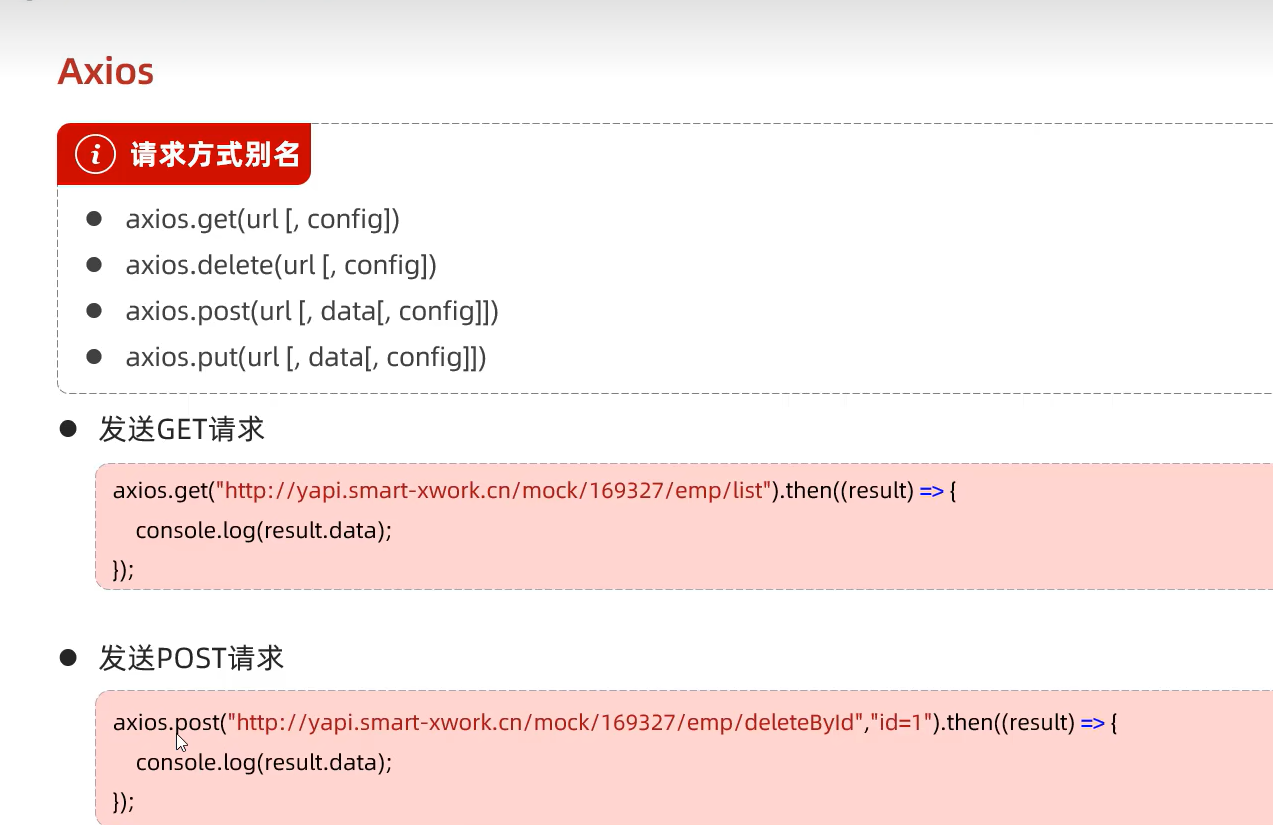 Axios
i 请求方式别名
● axios.get(url [, config])
● axios.delete(url [, config])
● axios.post(url [, data[, config]])
● axios.put(url [, data[, config]])
● 发送GET请求
axios.get("http://yapi.smart-xwork.cn/mock/169327/emp/list").then((result) => {
console.log(result.data);
});
● 发送POST请求
axios.post("http://yapi.smart-xwork.cn/mock/169327/emp/deleteById","id=1").then((result) => {
console.log(result.data);
});